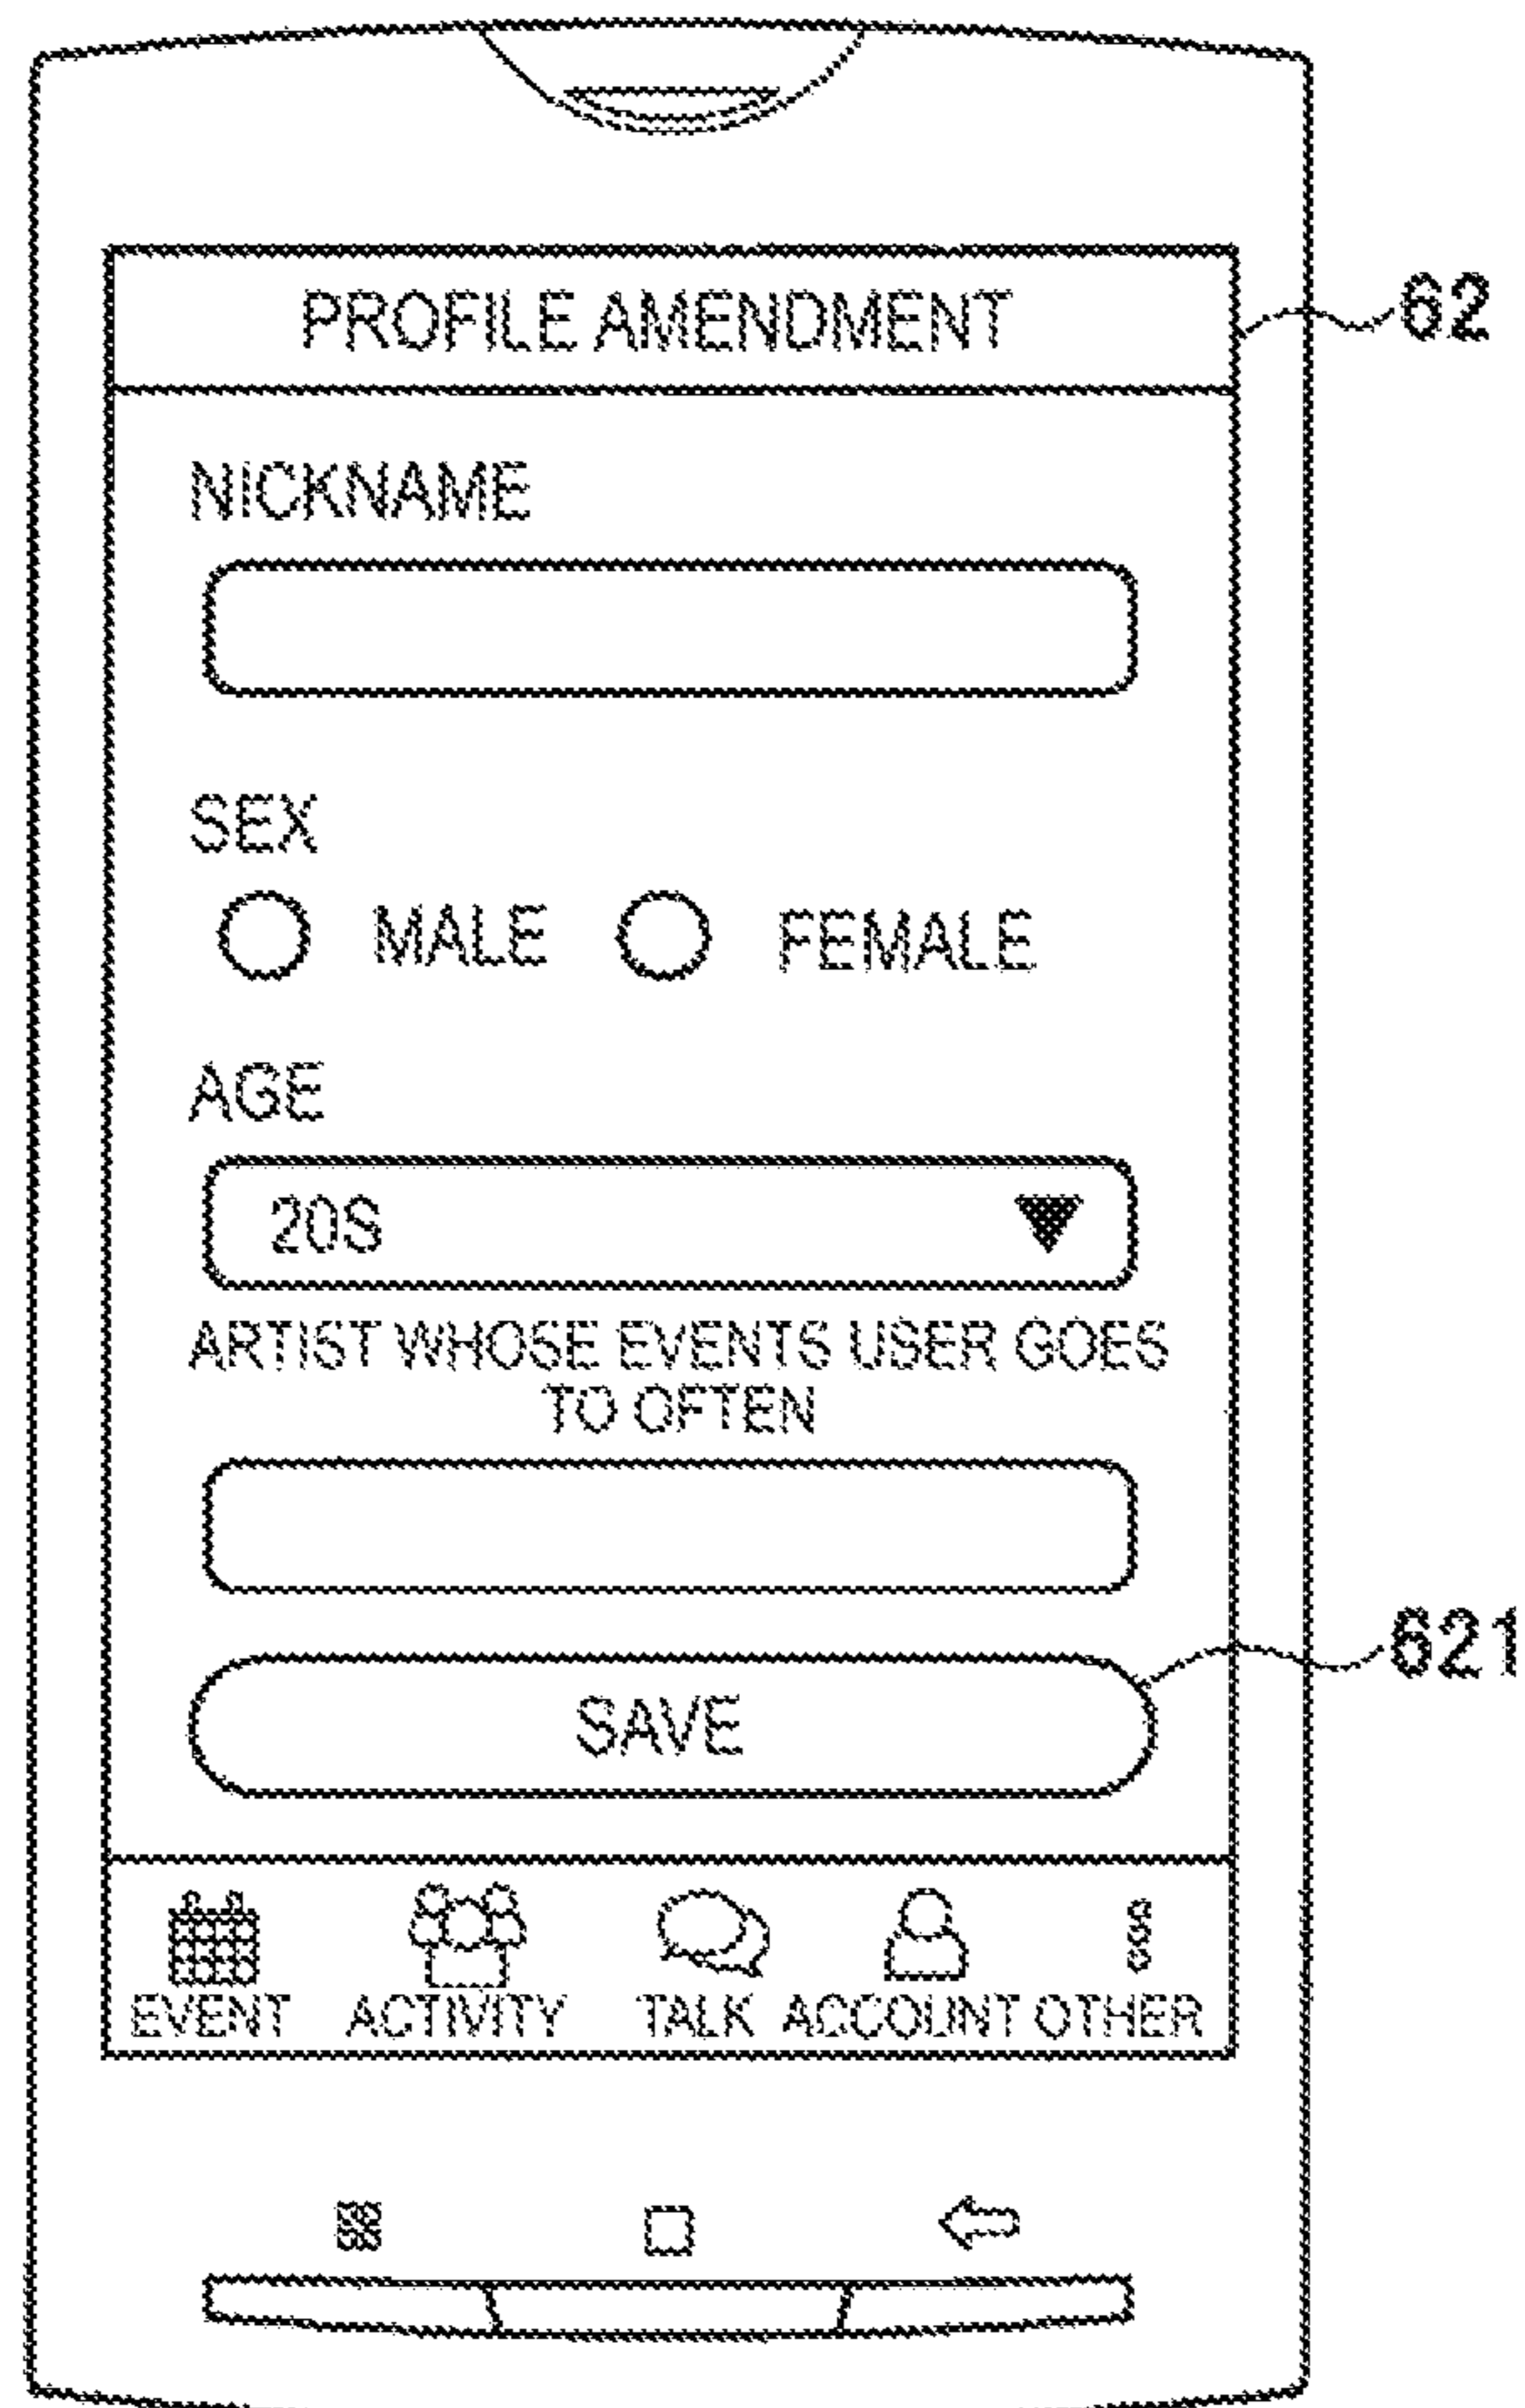 PROFILE AMENDMENT
62
NICKNAME
SEX
MALE FEMALE
AGE
20S
ARTIST WHOSE EVENTS USER GOES
TO OFTEN
621
SAVE
EVENT ACTIVITY TALK ACCOUNT OTHER